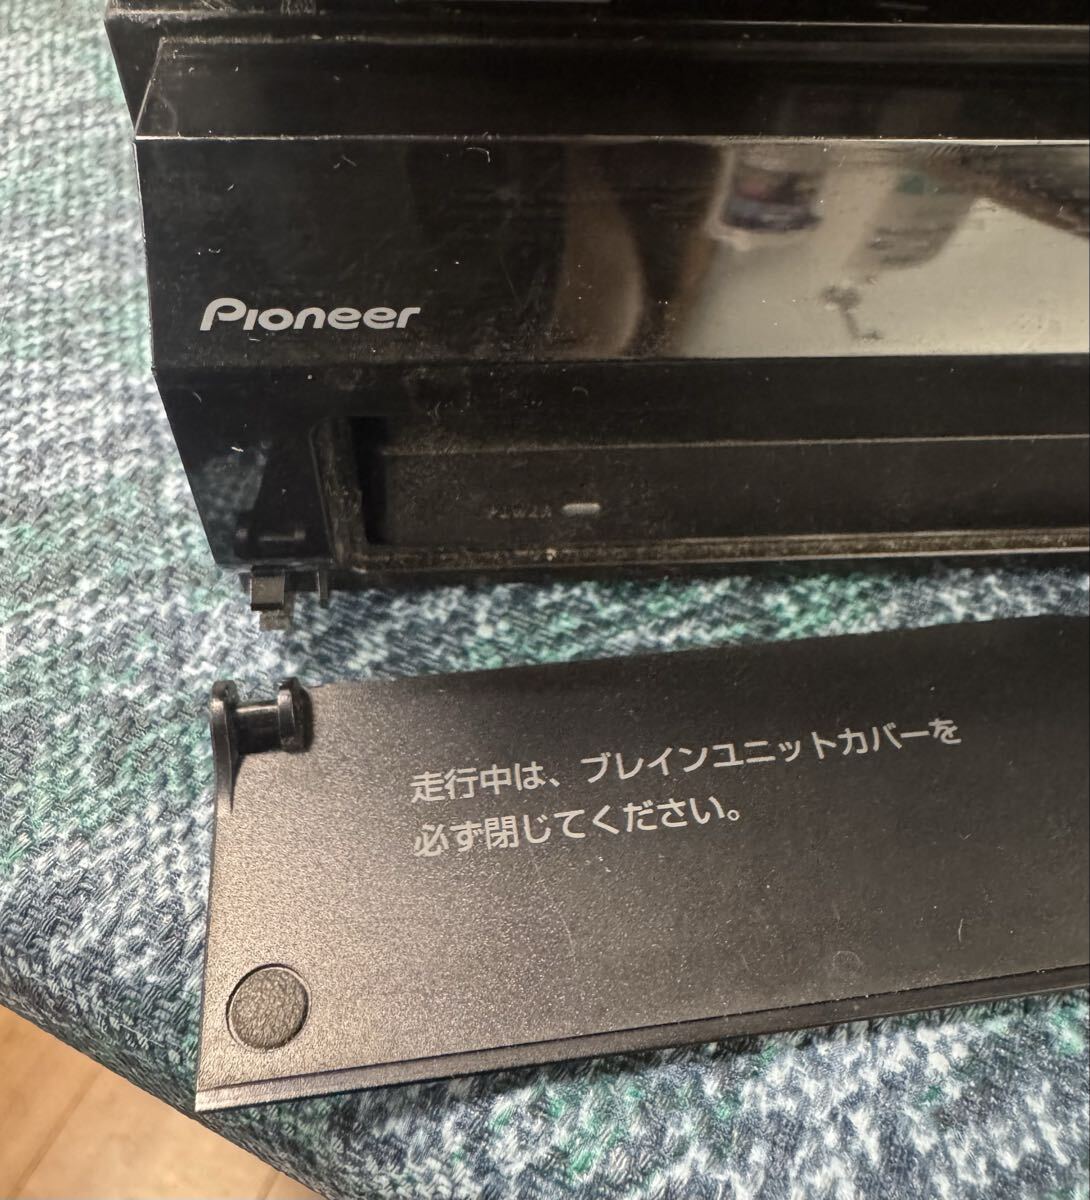 Pioneer
走行中は、ブレインユニットカバーを
必ず閉じてください。